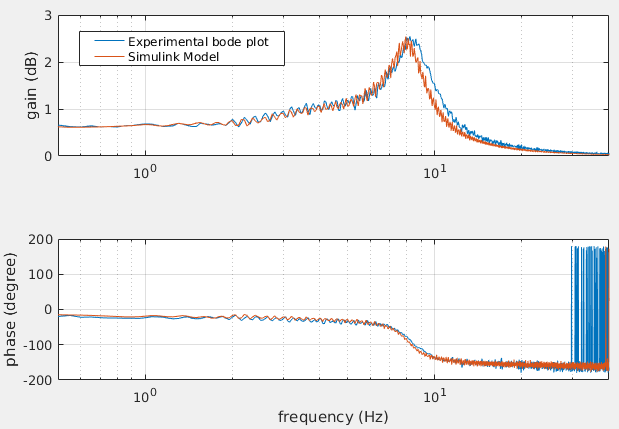 3
2
1
0
gain (dB)
Experimental bode plot
Simulink Model
10^0
10^1
200
100
0
-100
-200
phase (degree)
10^0
10^1
frequency (Hz)